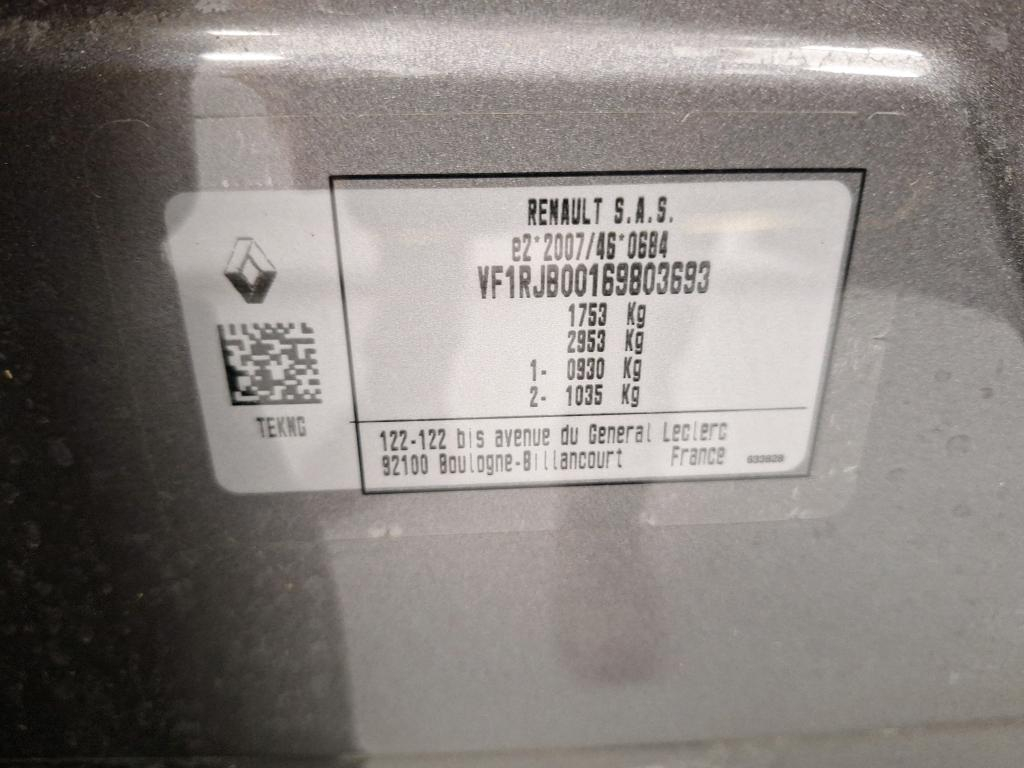 RENAULT S.A.S.
e2*2007/46*0684
VF1RJB00169803693
1753 Kg
2953 Kg
1- 0930 Kg
2- 1035 Kg
TEKNG
122-122 bis avenue du General Leclerc
92100 Boulogne-Billancourt France 633828